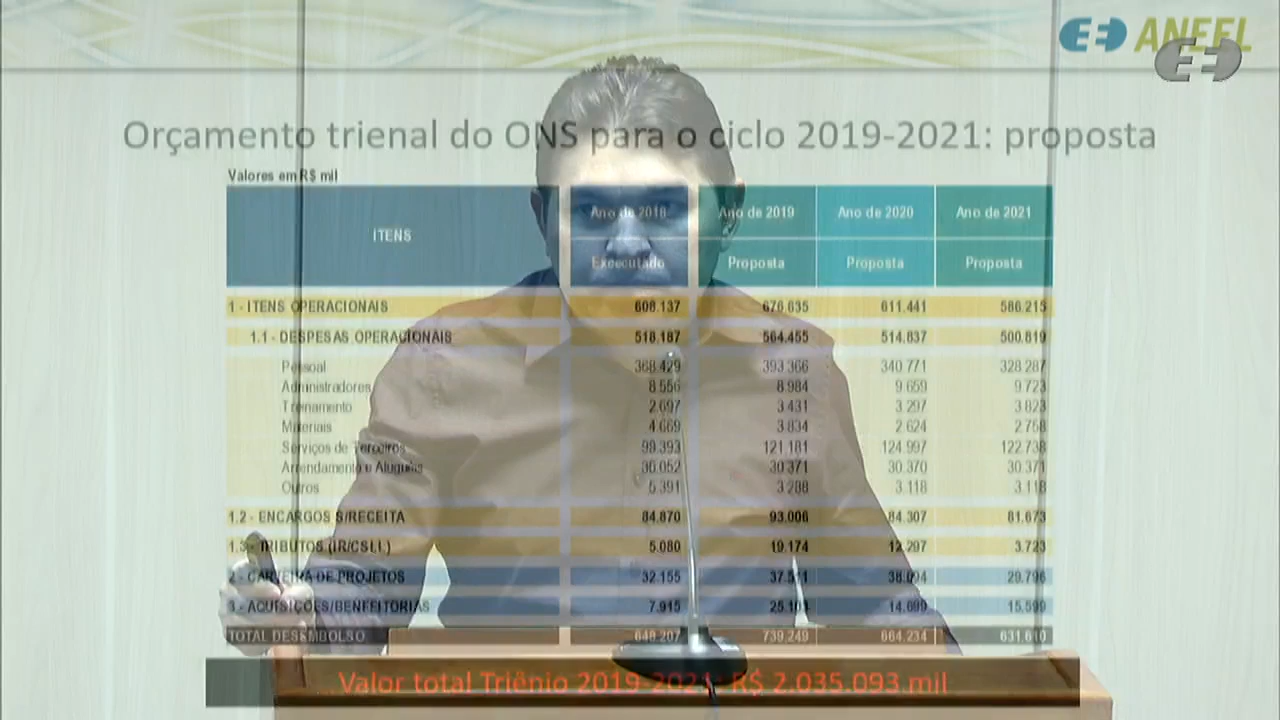 ANEEL
Orçamento trienal do ONS para o ciclo 2019-2021: proposta
Valores em R$ mil
ITENS Ano de 2018 Ano de 2019 Ano de 2020 Ano de 2021
Executado Proposta Proposta Proposta
1 - ITENS OPERACIONAIS 608.137 676.635 611.441 586.215
1.1 - DESPESAS OPERACIONAIS 518.187 564.455 514.837 500.819
Pessoal 368.429 393.366 340.771 328.287
Administradores 8.556 8.984 9.659 9.723
Treinamento 2.697 3.431 3.297 3.823
Materiais 4.669 3.834 2.624 2.758
Serviços de Terceiros 121.181 124.997 122.738
Arrendamento e Aluguéis 36.052 30.371 30.370 30.371
Outros 5.391 3.288 3.118 3.118
1.2 - ENCARGOS S/RECEITA 84.870 93.006 84.307 81.673
1.3 - TRIBUTOS (IR/CSLL) 5.080 19.174 12.297 3.723
2 - CARTEIRA DE PROJETOS 32.155 29.796
3 - AQUISIÇÕES/BENFEITORIAS 7.915 14.699 15.599
TOTAL DESEMBOLSO 648.207 739.249 664.234 631.610
Valor total Triênio 2019-2021: R$ 2.035.093 mil